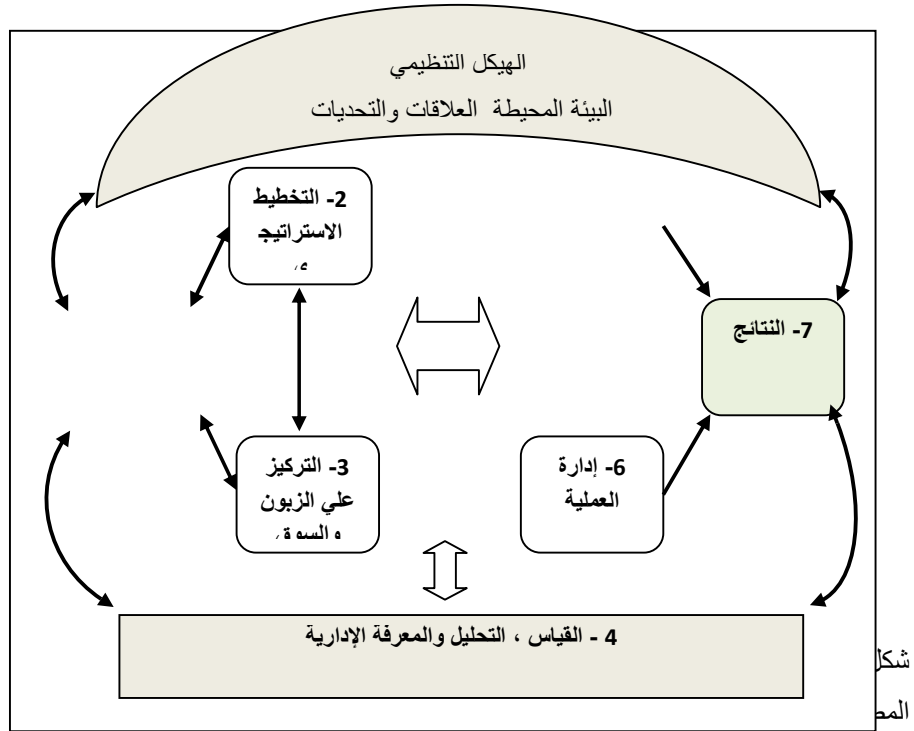 الهيكل التنظيمي
البيئة المحيطة العلاقات والتحديات
2- التخطيط
الاستراتيج
7- النتائج
3- التركيز
علي الزبون
والسوق
6- إدارة
العملية
4 - القياس ، التحليل والمعرفة الإدارية
شكل